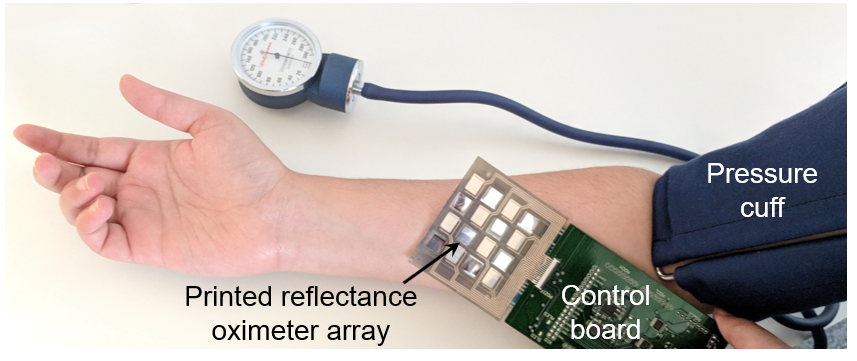 Pressure
cuff
Printed reflectance
oximeter array
Control
board